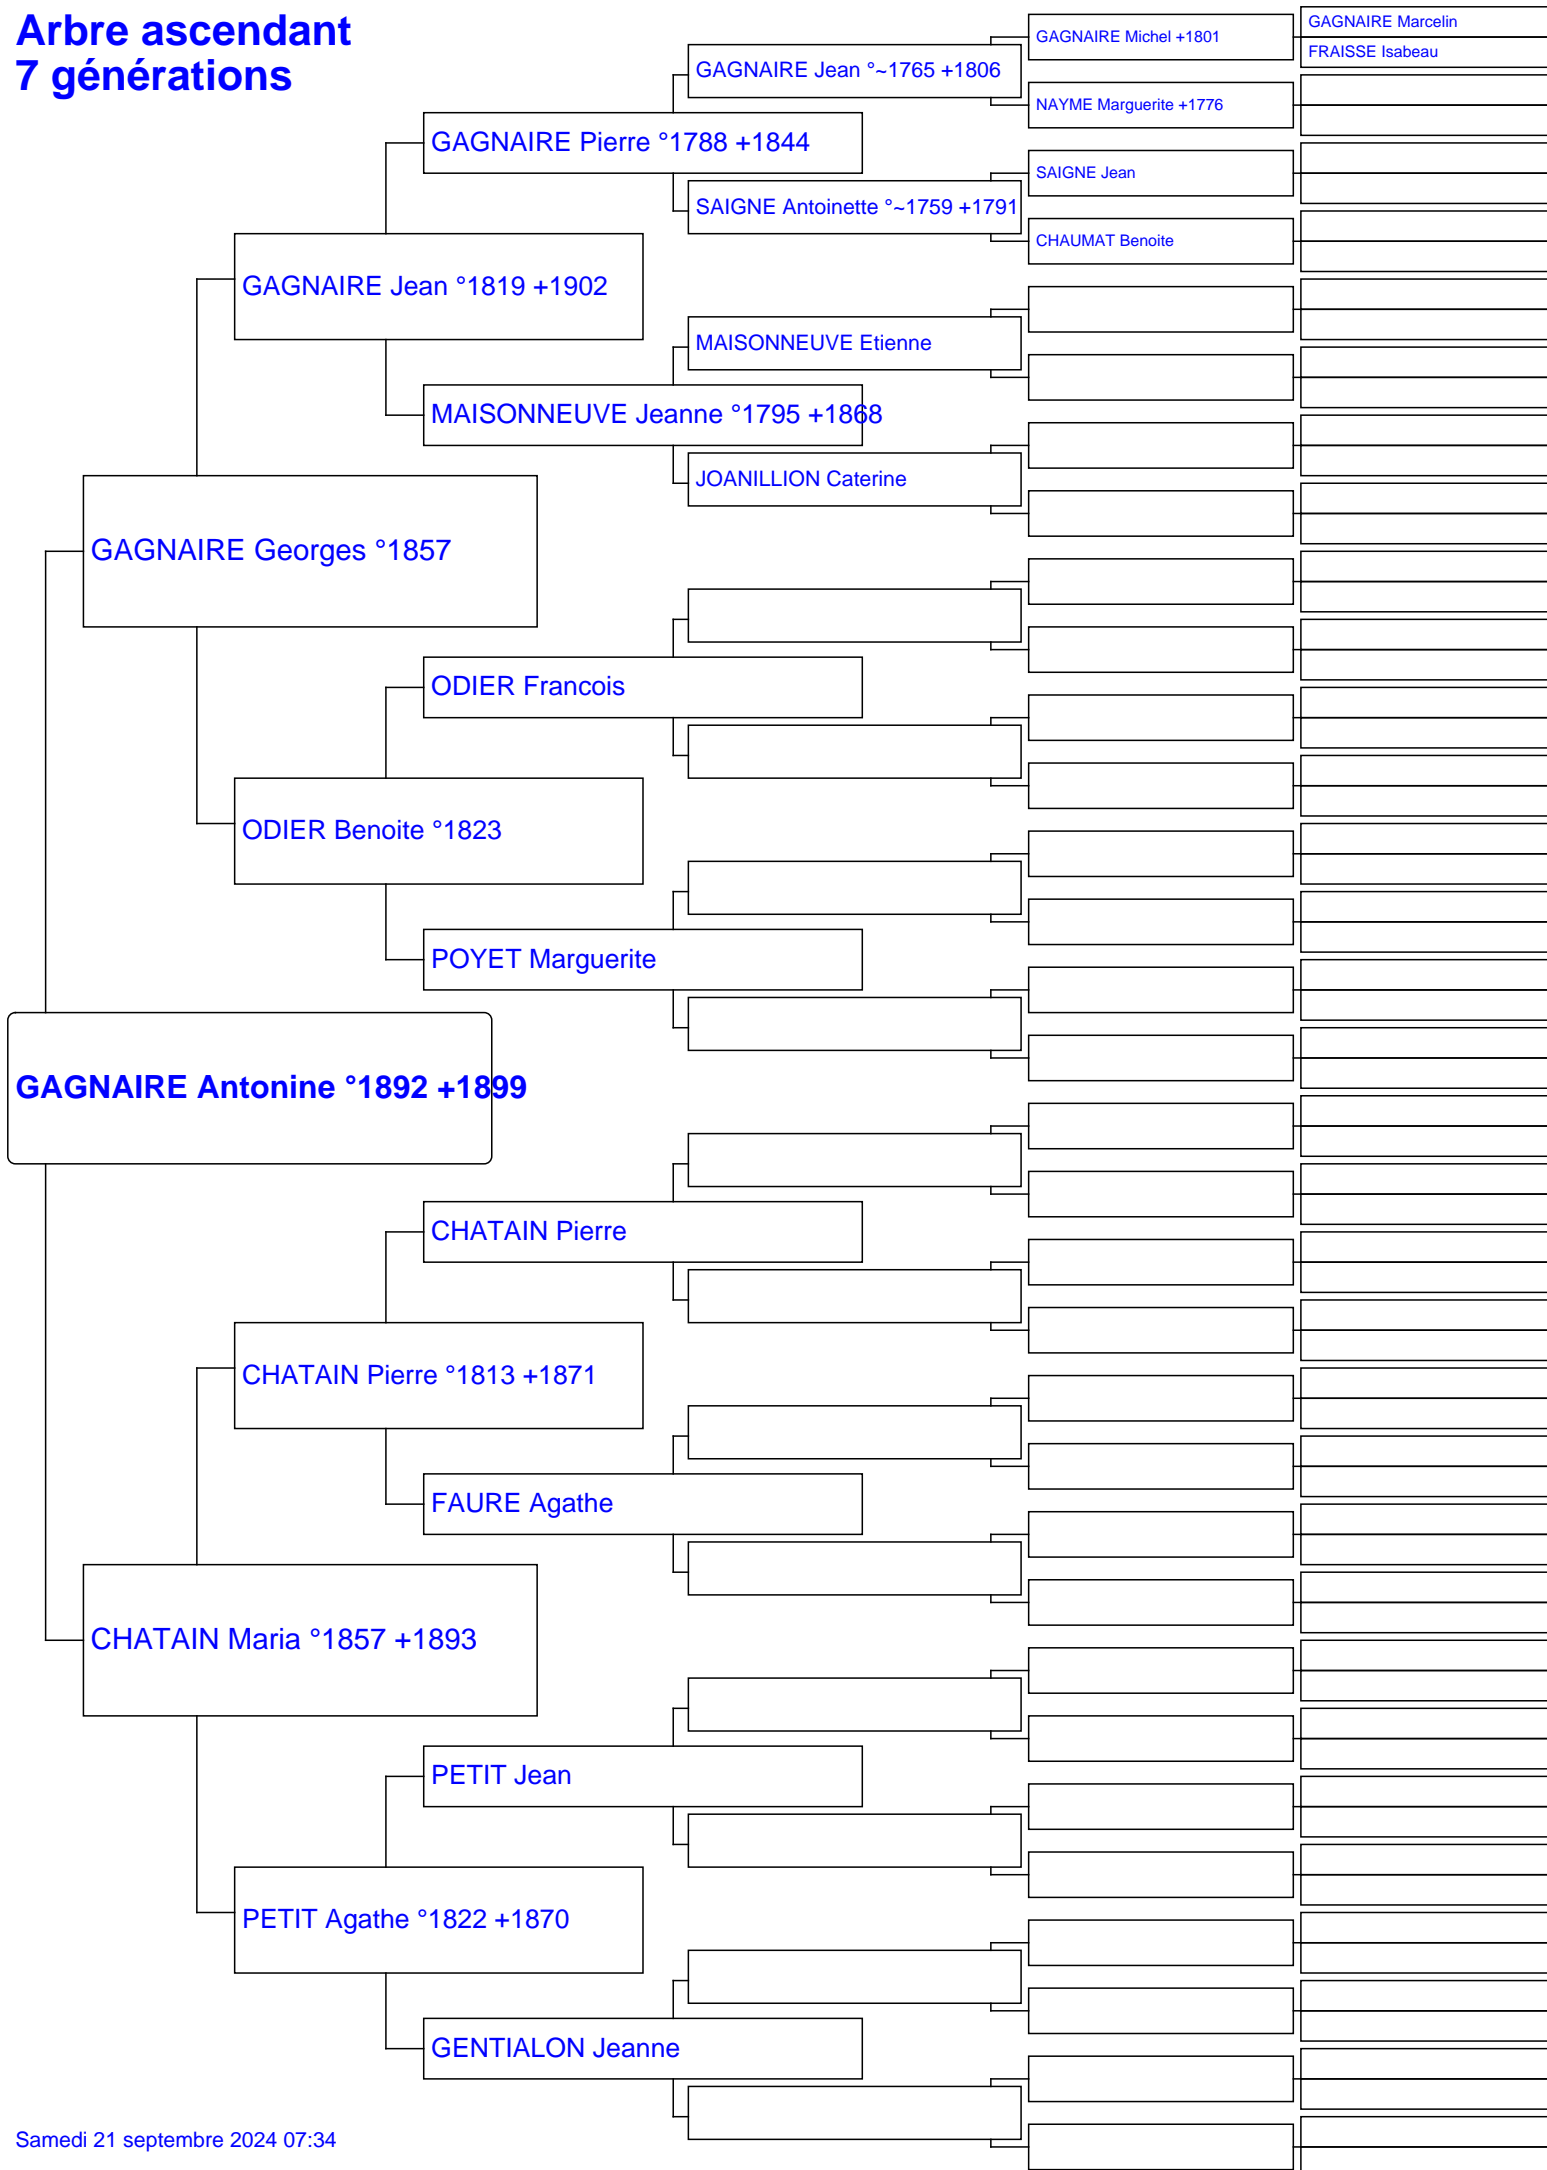 Arbre ascendant
7 générations
GAGNAIRE Marcelin
FRAISSE Isabeau
GAGNAIRE Michel +1801
GAGNAIRE Jean °~1765 +1806
NAYME Marguerite +1776
GAGNAIRE Pierre °1788 +1844
SAIGNE Jean
SAIGNE Antoinette °~1759 +1791
CHAUMAT Benoite
GAGNAIRE Jean °1819 +1902
MAISONNEUVE Etienne
MAISONNEUVE Jeanne °1795 +1868
JOANILLION Caterine
GAGNAIRE Georges °1857
ODIER Francois
ODIER Benoite °1823
POYET Marguerite
GAGNAIRE Antonine °1892 +1899
CHATAIN Pierre
CHATAIN Pierre °1813 +1871
FAURE Agathe
CHATAIN Maria °1857 +1893
PETIT Jean
PETIT Agathe °1822 +1870
GENTIALON Jeanne
Samedi 21 septembre 2024 07:34